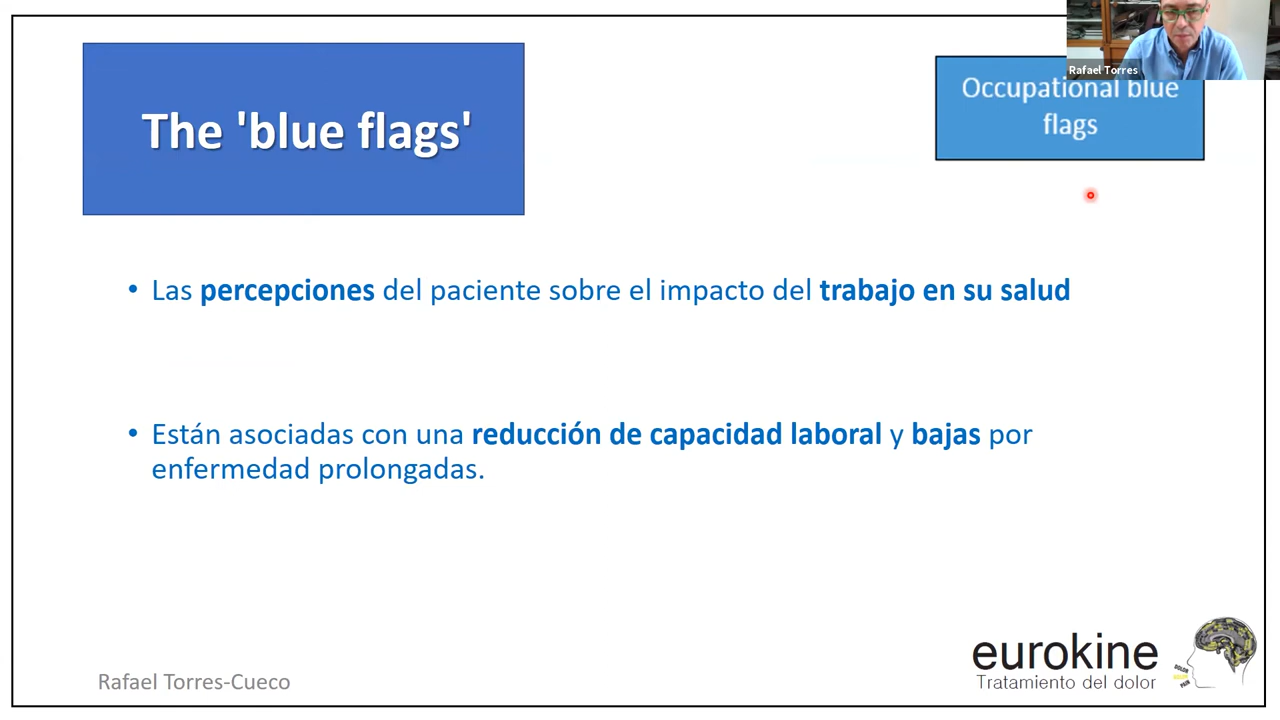 Rafael Torres
The 'blue flags'
Occupational blue
flags
• Las percepciones del paciente sobre el impacto del trabajo en su salud
• Están asociadas con una reducción de capacidad laboral y bajas por
enfermedad prolongadas.
Rafael Torres-Cueco
eurokine
Tratamiento del dolor
DOLOR
PAIN